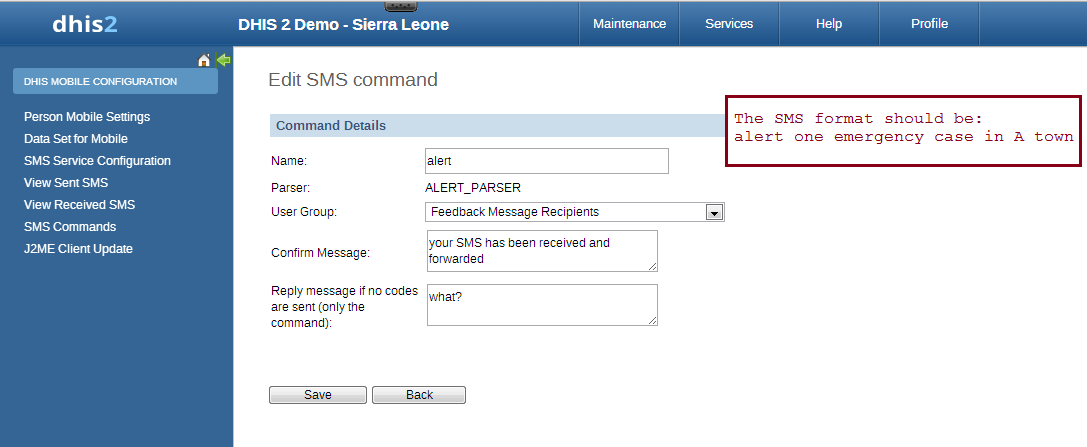 dhis2
DHIS 2 Demo - Sierra Leone
Maintenance
Services
Help
Profile
DHIS MOBILE CONFIGURATION
Person Mobile Settings
Data Set for Mobile
SMS Service Configuration
View Sent SMS
View Received SMS
SMS Commands
J2ME Client Update
Edit SMS command
Command Details
Name:
alert
Parser:
ALERT_PARSER
User Group:
Feedback Message Recipients
Confirm Message:
your SMS has been received and
forwarded
Reply message if no codes
are sent (only the
command):
what?
Save
Back
The SMS format should be:
alert one emergency case in A town